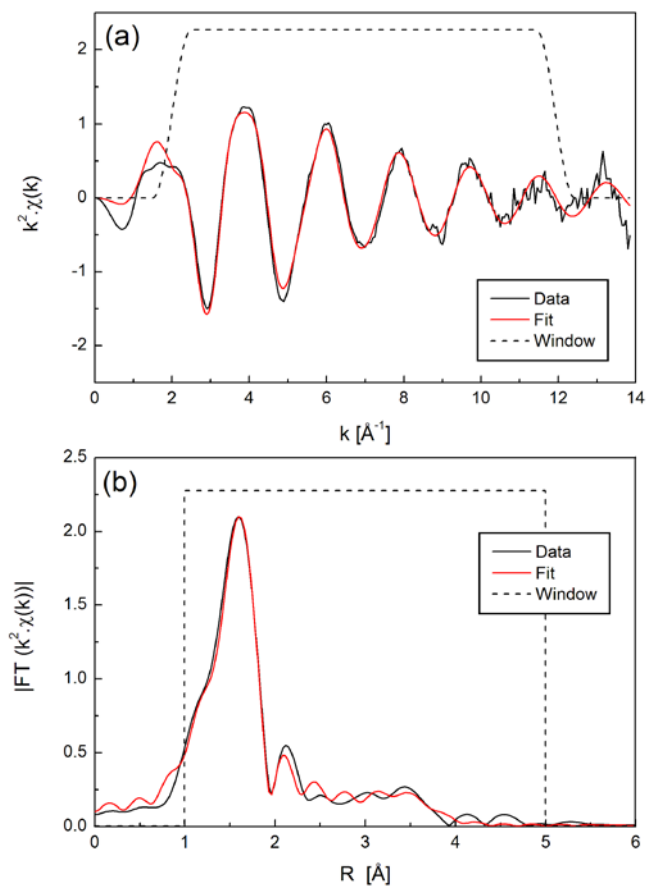 (a)
k².χ(k)
2
1
0
-1
-2
Data
Fit
Window
0 2 4 6 8 10 12 14
k [Å⁻¹]
(b)
|FT (k².χ(k))|
2.5
2.0
1.5
1.0
0.5
0.0
Data
Fit
Window
0 1 2 3 4 5 6
R [Å]